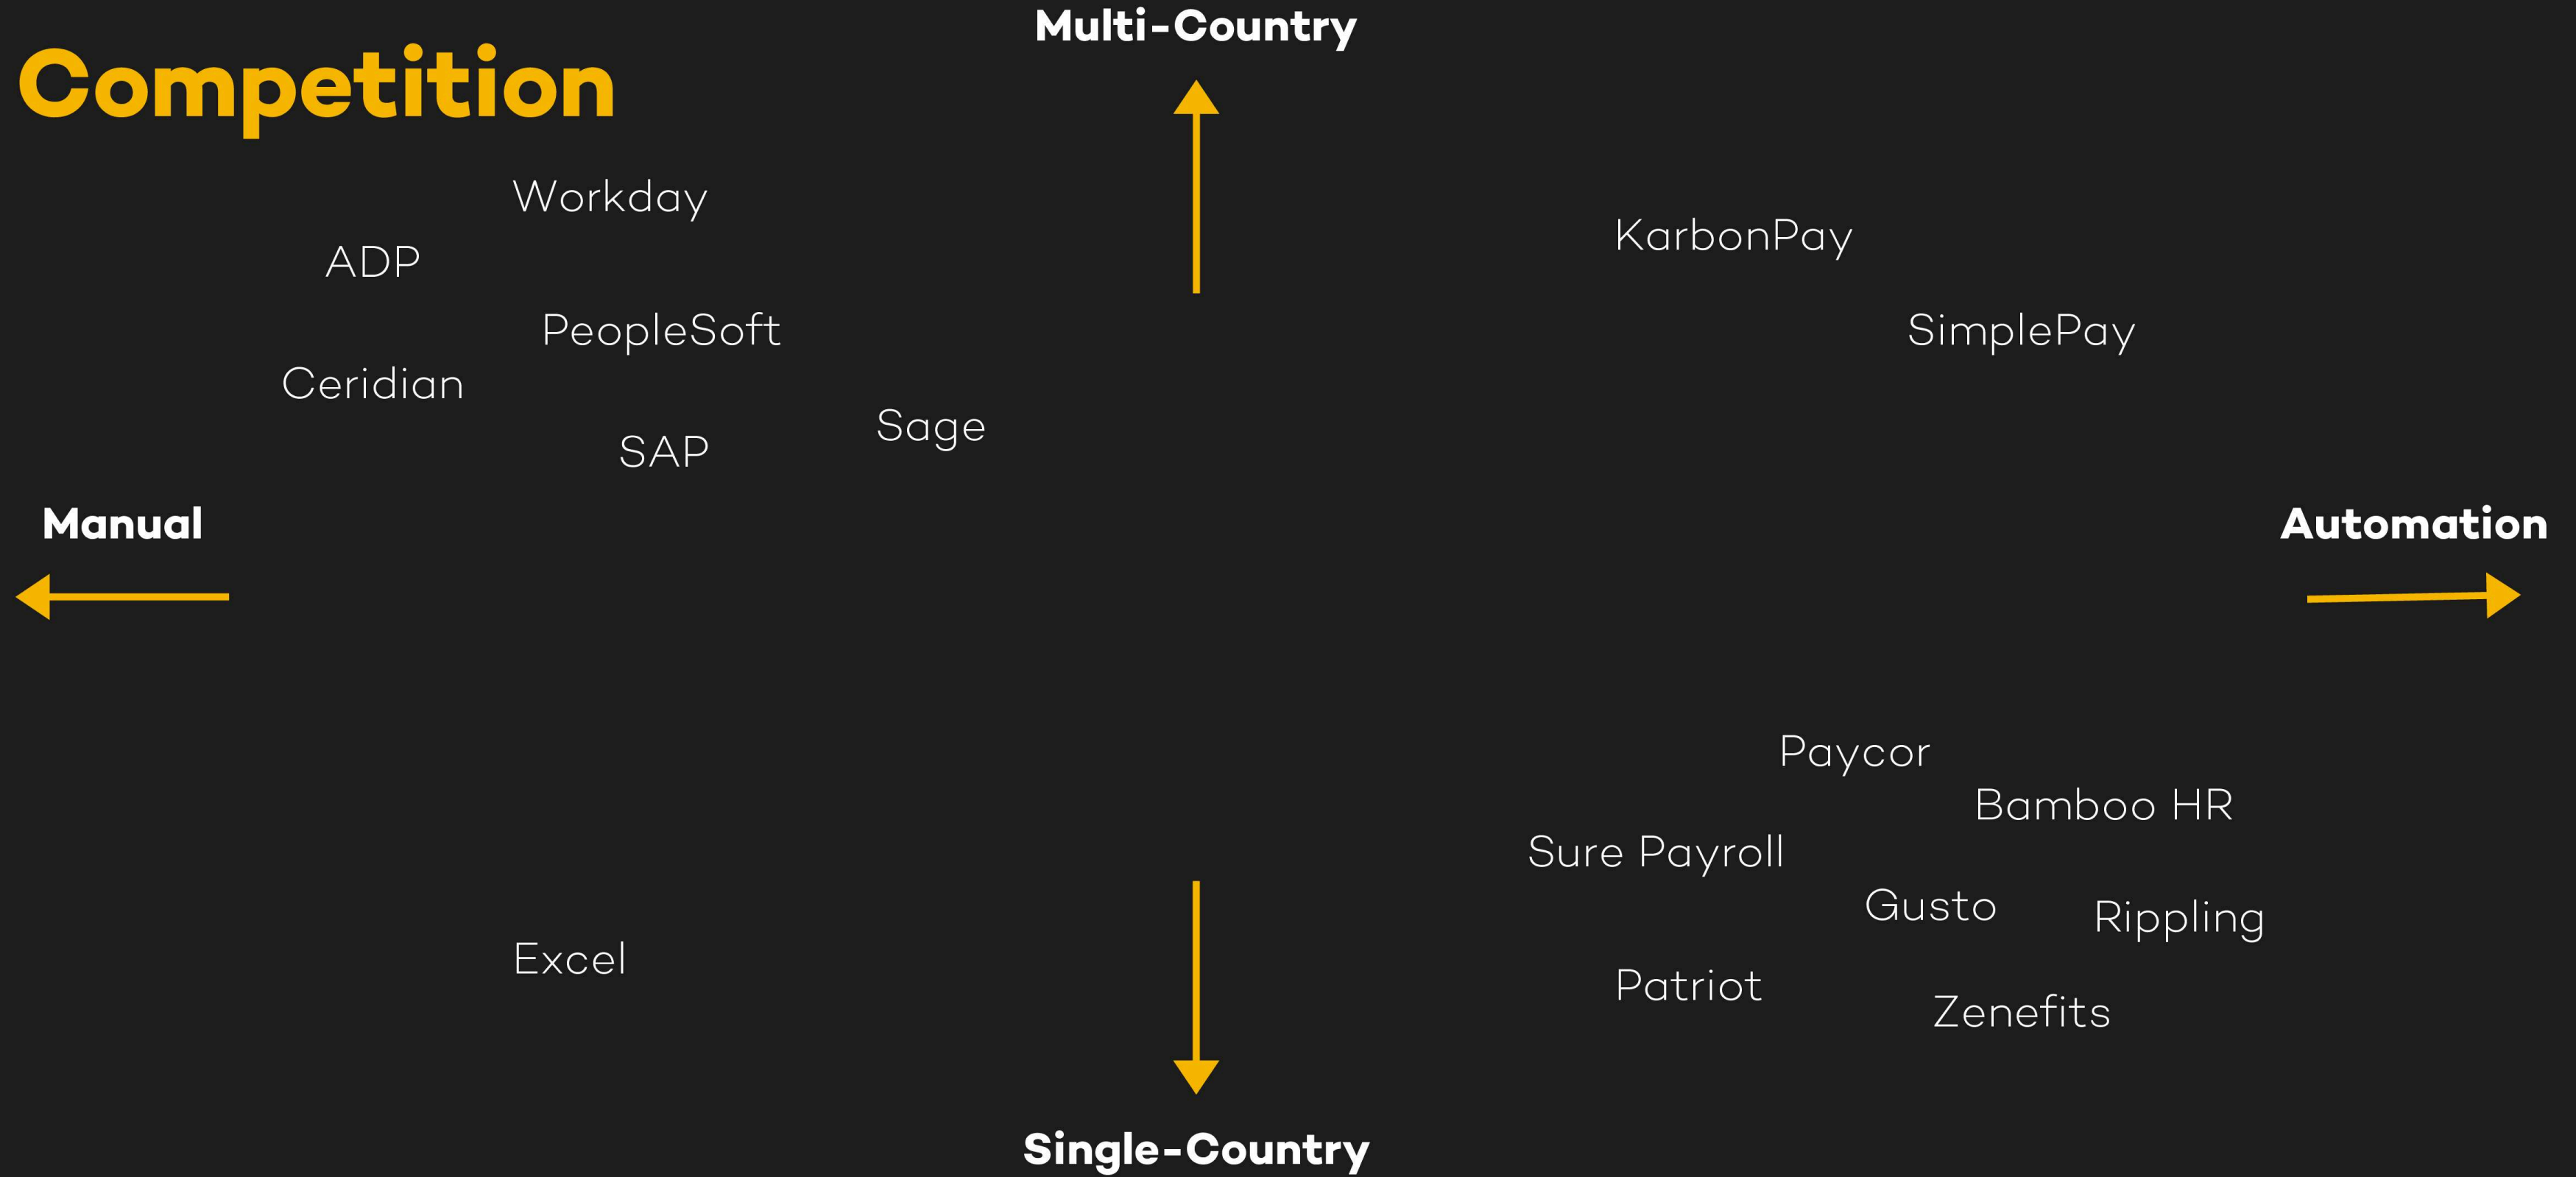 Multi-Country
Competition
Workday
KarbonPay
ADP
PeopleSoft
SimplePay
Ceridian
Sage
SAP
Manual
Automation
Paycor
Bamboo HR
Sure Payroll
Gusto
Rippling
Excel
Patriot
Zenefits
Single-Country